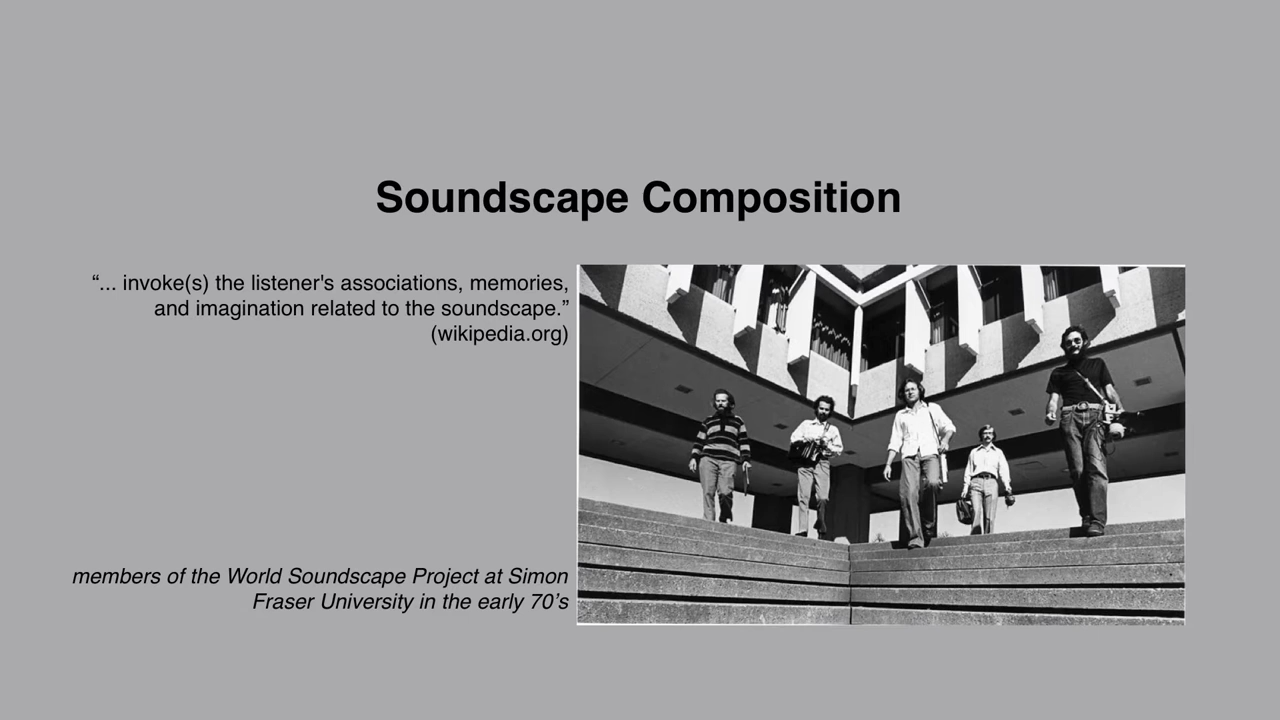 Soundscape Composition
“... invoke(s) the listener's associations, memories,
and imagination related to the soundscape.”
(wikipedia.org)
members of the World Soundscape Project at Simon
Fraser University in the early 70’s